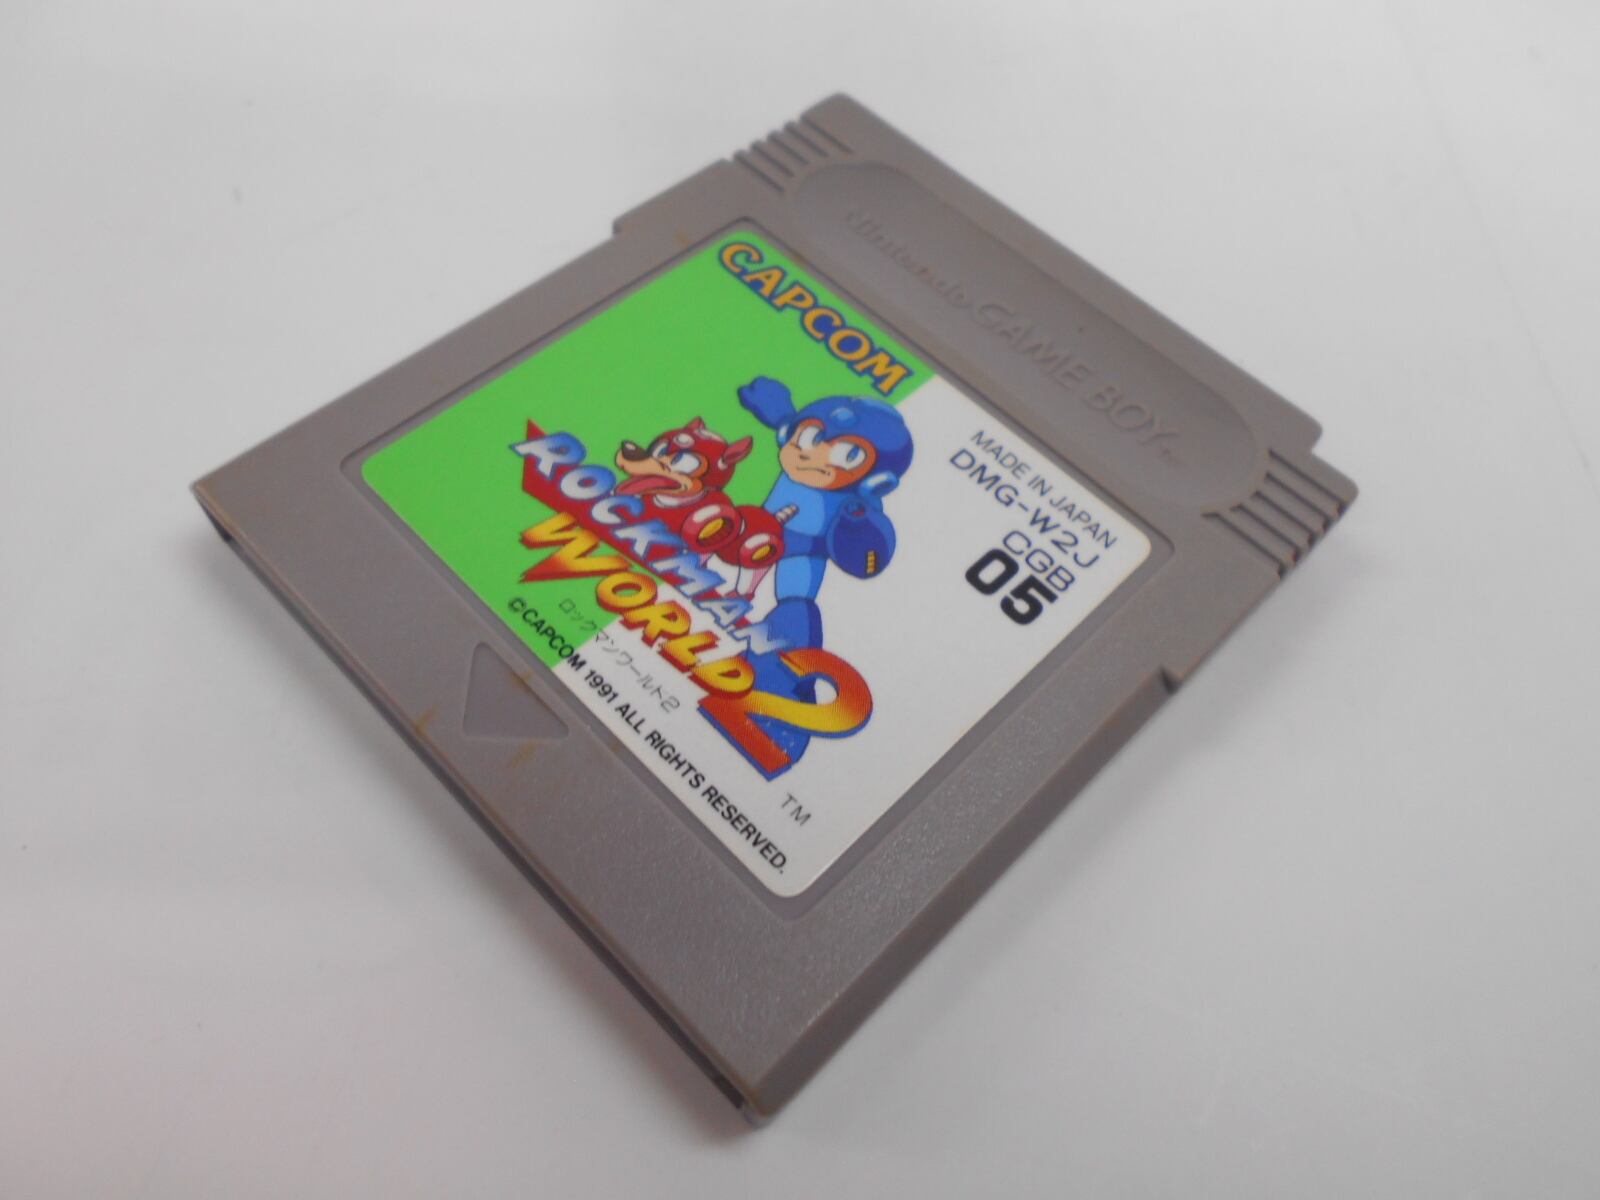 Nintendo GAME BOY TM
CAPCOM
MADE IN JAPAN
DMG-W2J
CGB
05
ROCKMAN
WORLD 2
ロックマンワールド2
TM
©CAPCOM 1991 ALL RIGHTS RESERVED.